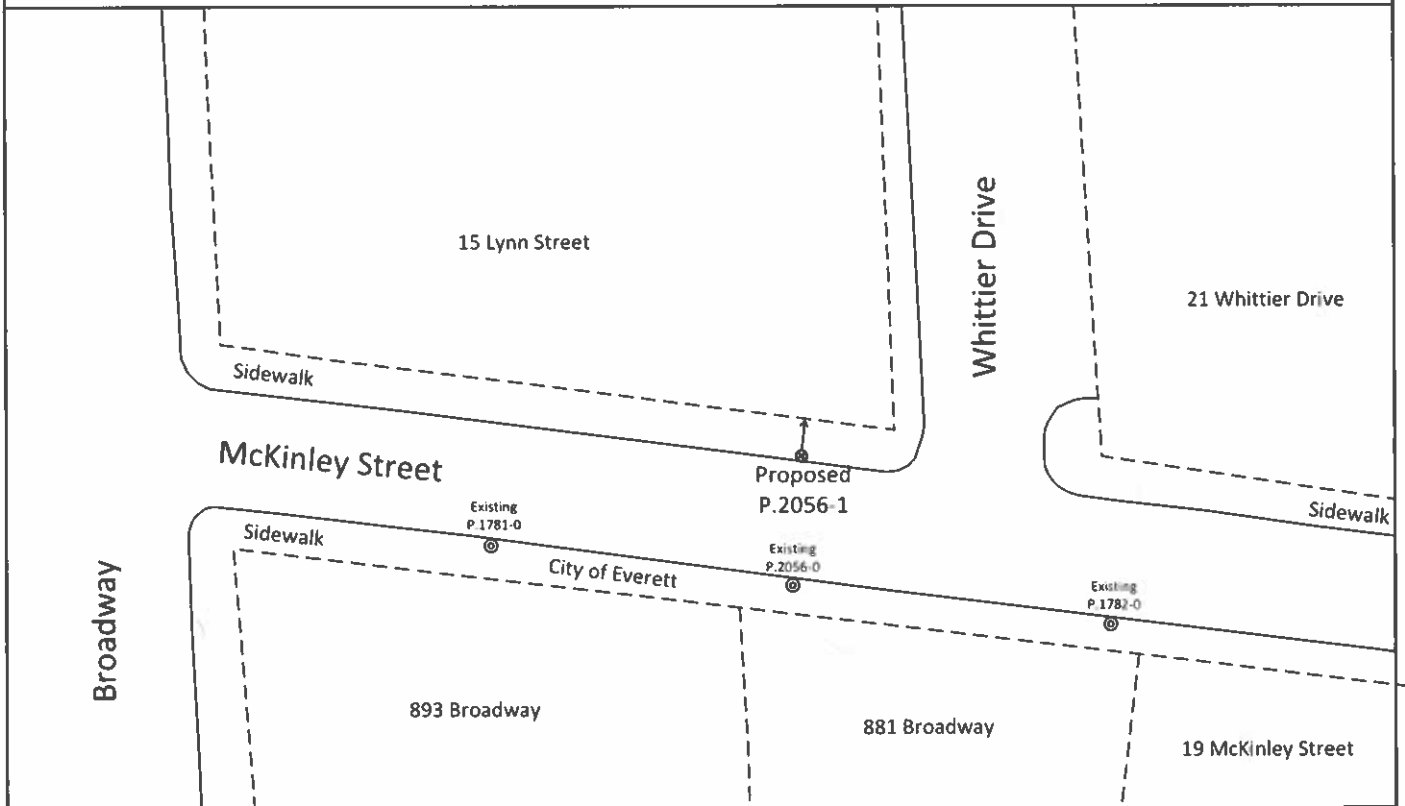 15 Lynn Street
Whittier Drive
21 Whittier Drive
Sidewalk
McKinley Street
Proposed
P.2056-1
Sidewalk
Existing
P.1781-0
Sidewalk
City of Everett
Existing
P.2056-0
Existing
P.1782-0
Broadway
893 Broadway
881 Broadway
19 McKinley Street